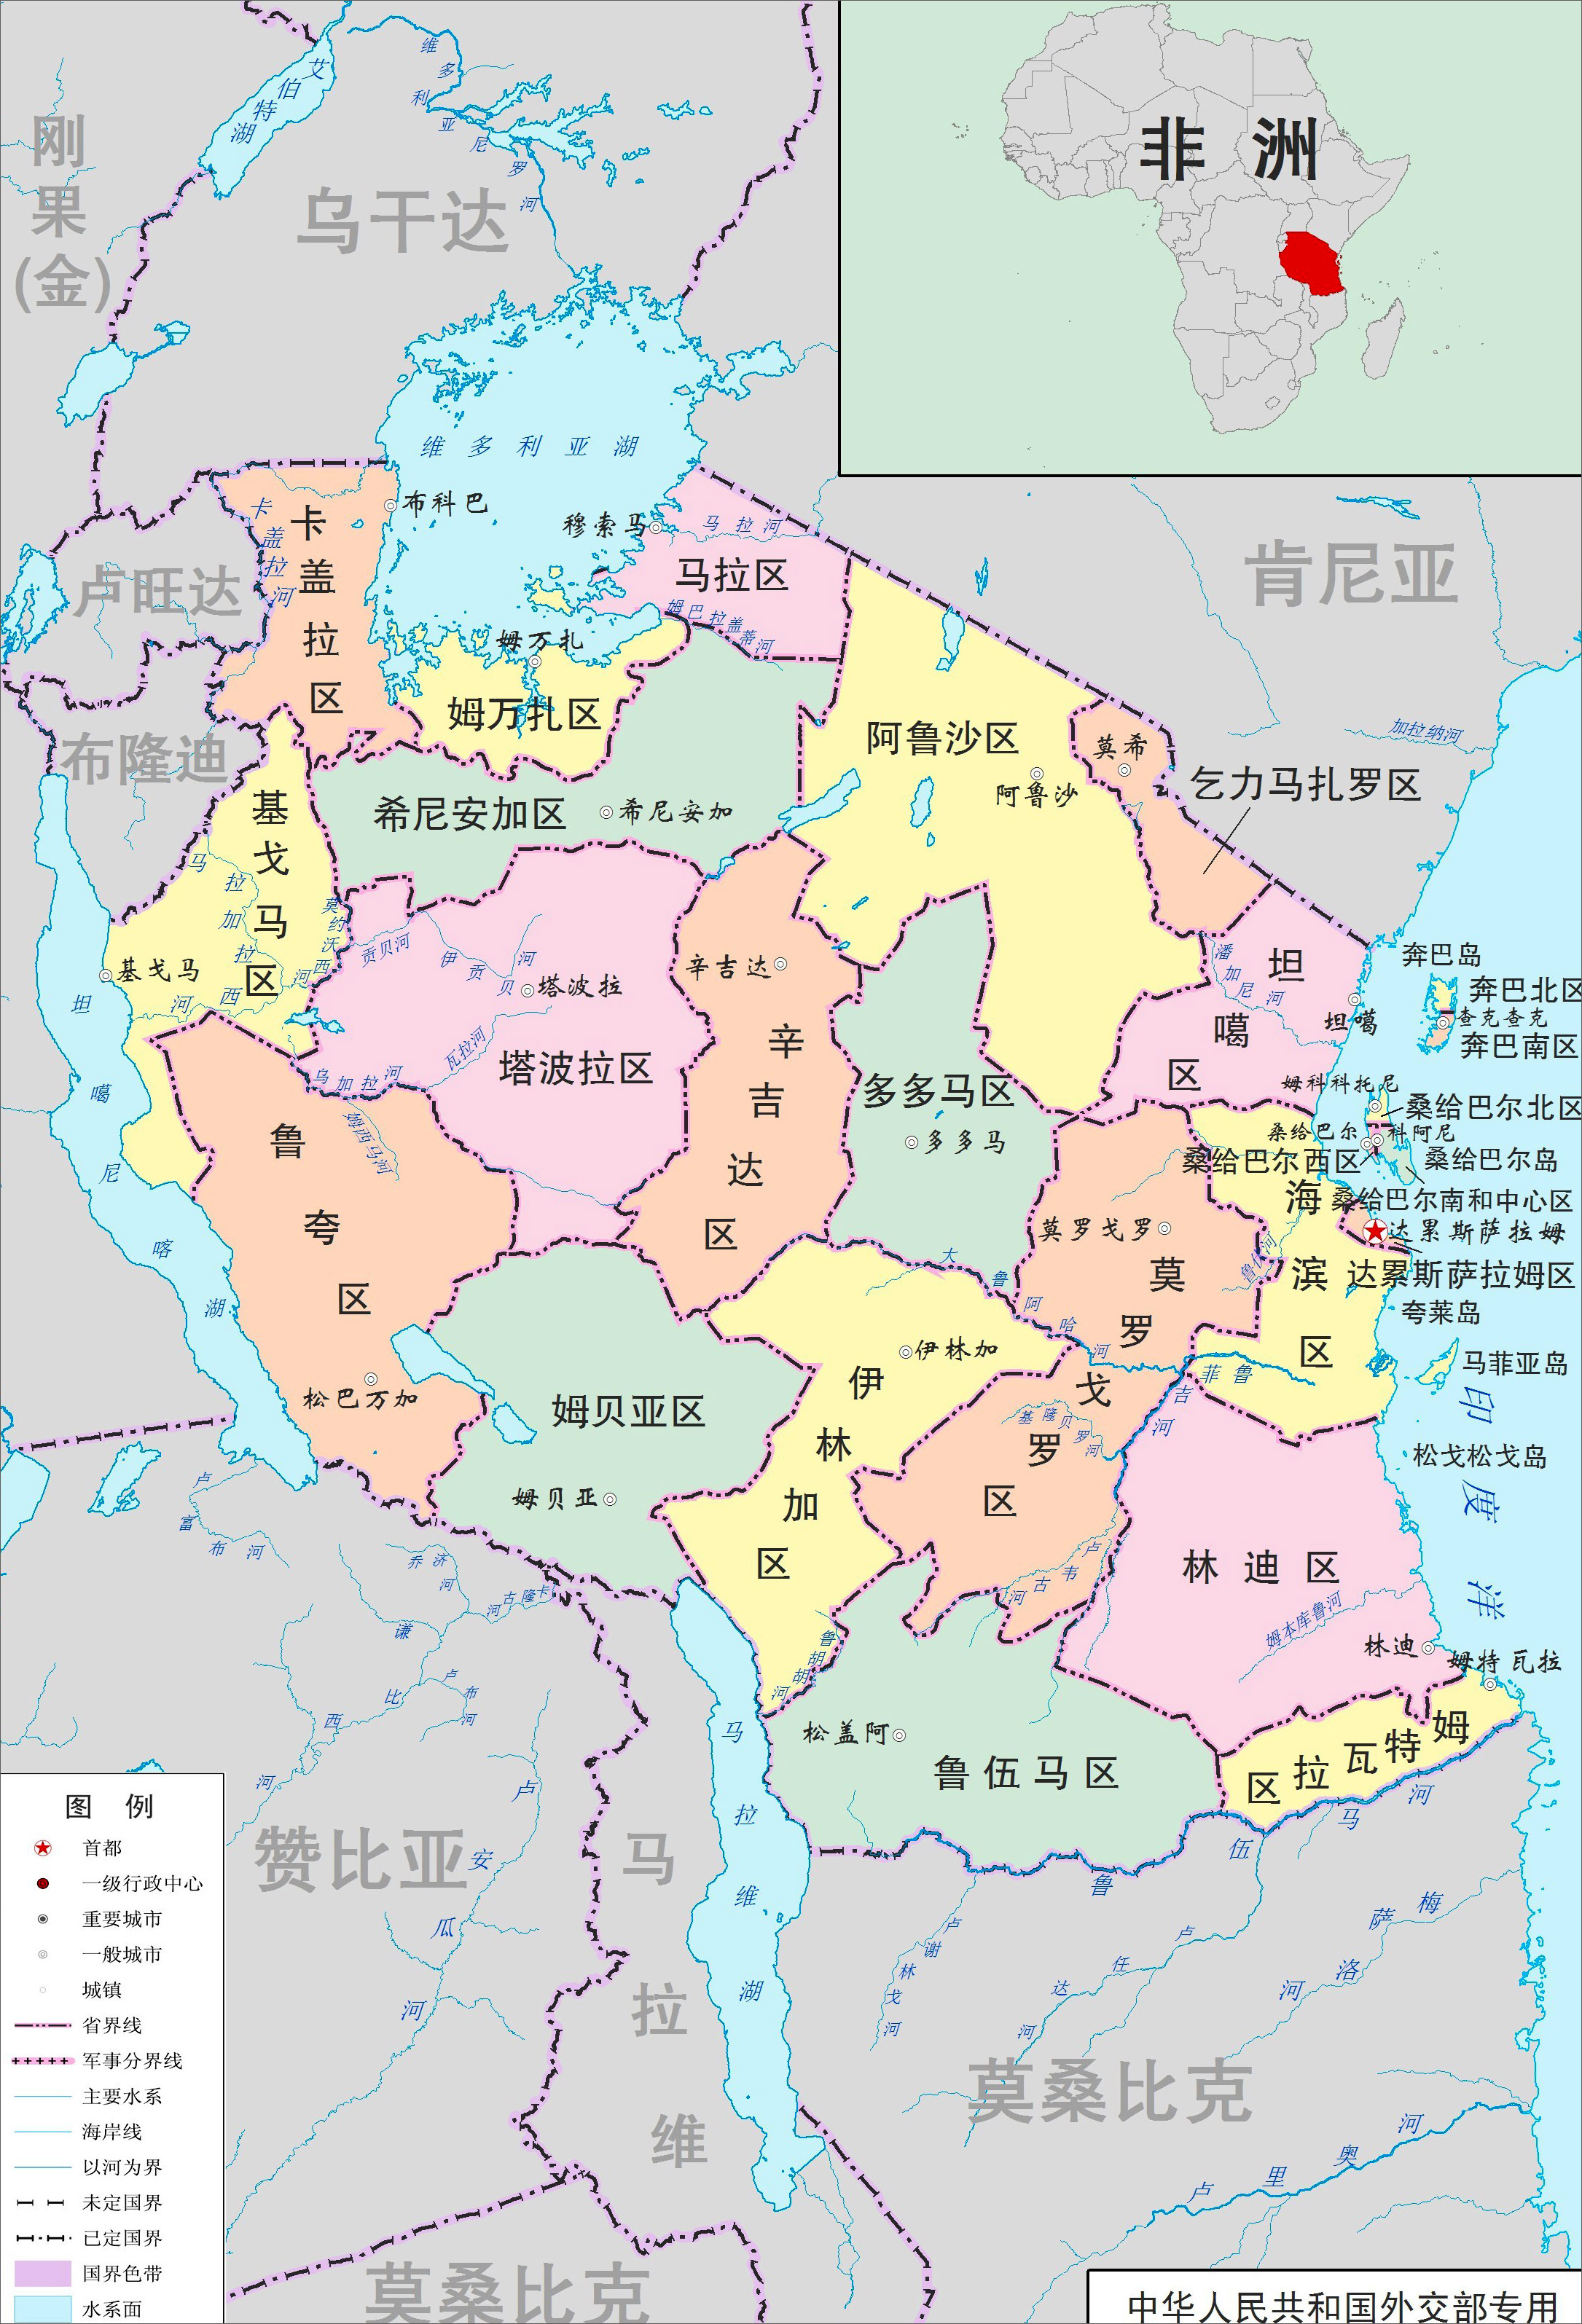 非 洲
刚果(金)
乌干达
艾伯特湖
维多利亚尼罗河
维多利亚湖
肯尼亚
卢旺达
布隆迪
卡盖拉河
卡盖拉区
布科巴
穆索马
马拉河
马拉区
姆巴拉盖蒂河
姆万扎
姆万扎区
阿鲁沙区
阿鲁沙
莫希
乞力马扎罗区
加拉纳河
希尼安加区
希尼安加
基戈马区
马拉加拉西河
莫约沃西河
基戈马
贡贝河
伊贡贝河
塔波拉
塔波拉区
瓦拉河
乌加拉河
姆西马河
辛吉达
辛吉达区
多多马区
多多马
潘加尼河
坦噶区
坦噶
奔巴岛
奔巴北区
查克查克
奔巴南区
姆科科托尼
桑给巴尔北区
桑给巴尔
科阿尼
桑给巴尔西区
桑给巴尔岛
桑给巴尔南和中心区
达累斯萨拉姆
达累斯萨拉姆区
海滨区
鲁伍河
夸莱岛
马菲亚岛
松戈松戈岛
印度洋
坦噶尼喀湖
鲁夸区
松巴万加
莫罗戈罗
莫罗戈罗区
大鲁阿哈河
菲鲁吉河
基隆贝罗河
伊林加
伊林加区
姆贝亚区
姆贝亚
卢韦古河
林迪区
姆本库鲁河
林迪
姆特瓦拉
姆特瓦拉区
鲁胡胡河
松盖阿
鲁伍马区
鲁伍马河
卢富布河
乔济河
古隆卡河
谦比西河
卢布河
卢安瓜河
赞比亚
马拉维
马拉维湖
卢谢林戈河
卢任达河
梅萨洛河
莫桑比克
卢里奥河
莫桑比克
图 例
首都
一级行政中心
重要城市
一般城市
城镇
省界线
军事分界线
主要水系
海岸线
以河为界
未定国界
已定国界
国界色带
水系面
中华人民共和国外交部专用